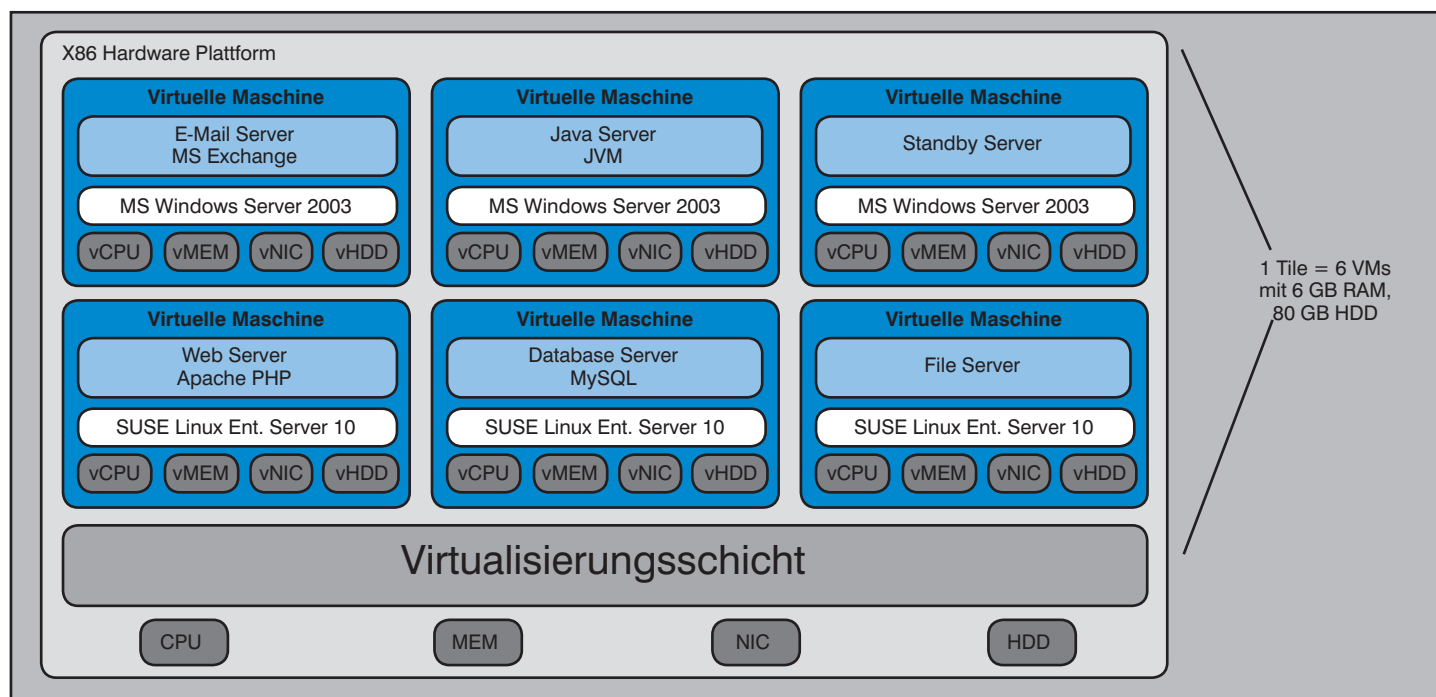 X86 Hardware Plattform
Virtuelle Maschine
E-Mail Server
MS Exchange
MS Windows Server 2003
vCPU vMEM vNIC vHDD
Virtuelle Maschine
Java Server
JVM
MS Windows Server 2003
vCPU vMEM vNIC vHDD
Virtuelle Maschine
Standby Server
MS Windows Server 2003
vCPU vMEM vNIC vHDD
Virtuelle Maschine
Web Server
Apache PHP
SUSE Linux Ent. Server 10
vCPU vMEM vNIC vHDD
Virtuelle Maschine
Database Server
MySQL
SUSE Linux Ent. Server 10
vCPU vMEM vNIC vHDD
Virtuelle Maschine
File Server
SUSE Linux Ent. Server 10
vCPU vMEM vNIC vHDD
Virtualisierungsschicht
CPU MEM NIC HDD
1 Tile = 6 VMs
mit 6 GB RAM,
80 GB HDD